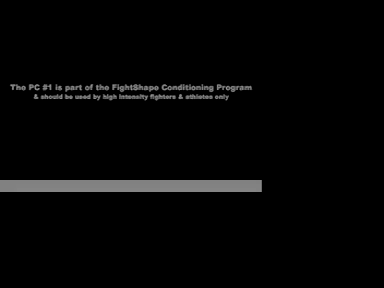 The PC #1 is part of the FightShape Conditioning Program
& should be used by high intensity fighters & athletes only